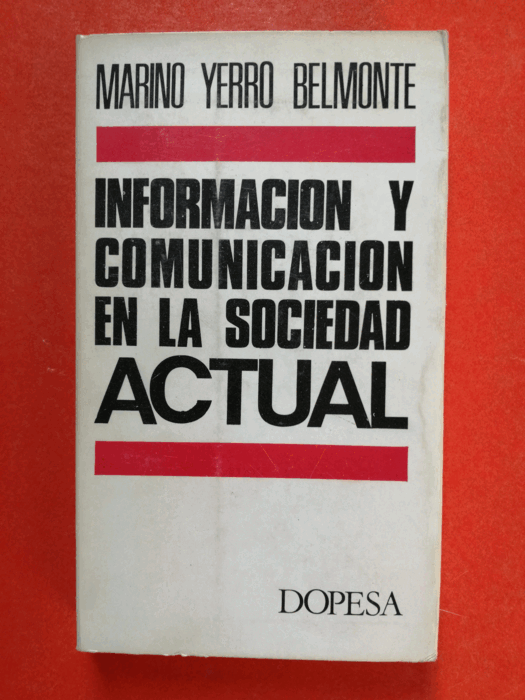 MARINO YERRO BELMONTE
INFORMACION Y
COMUNICACION
EN LA SOCIEDAD
ACTUAL
DOPESA